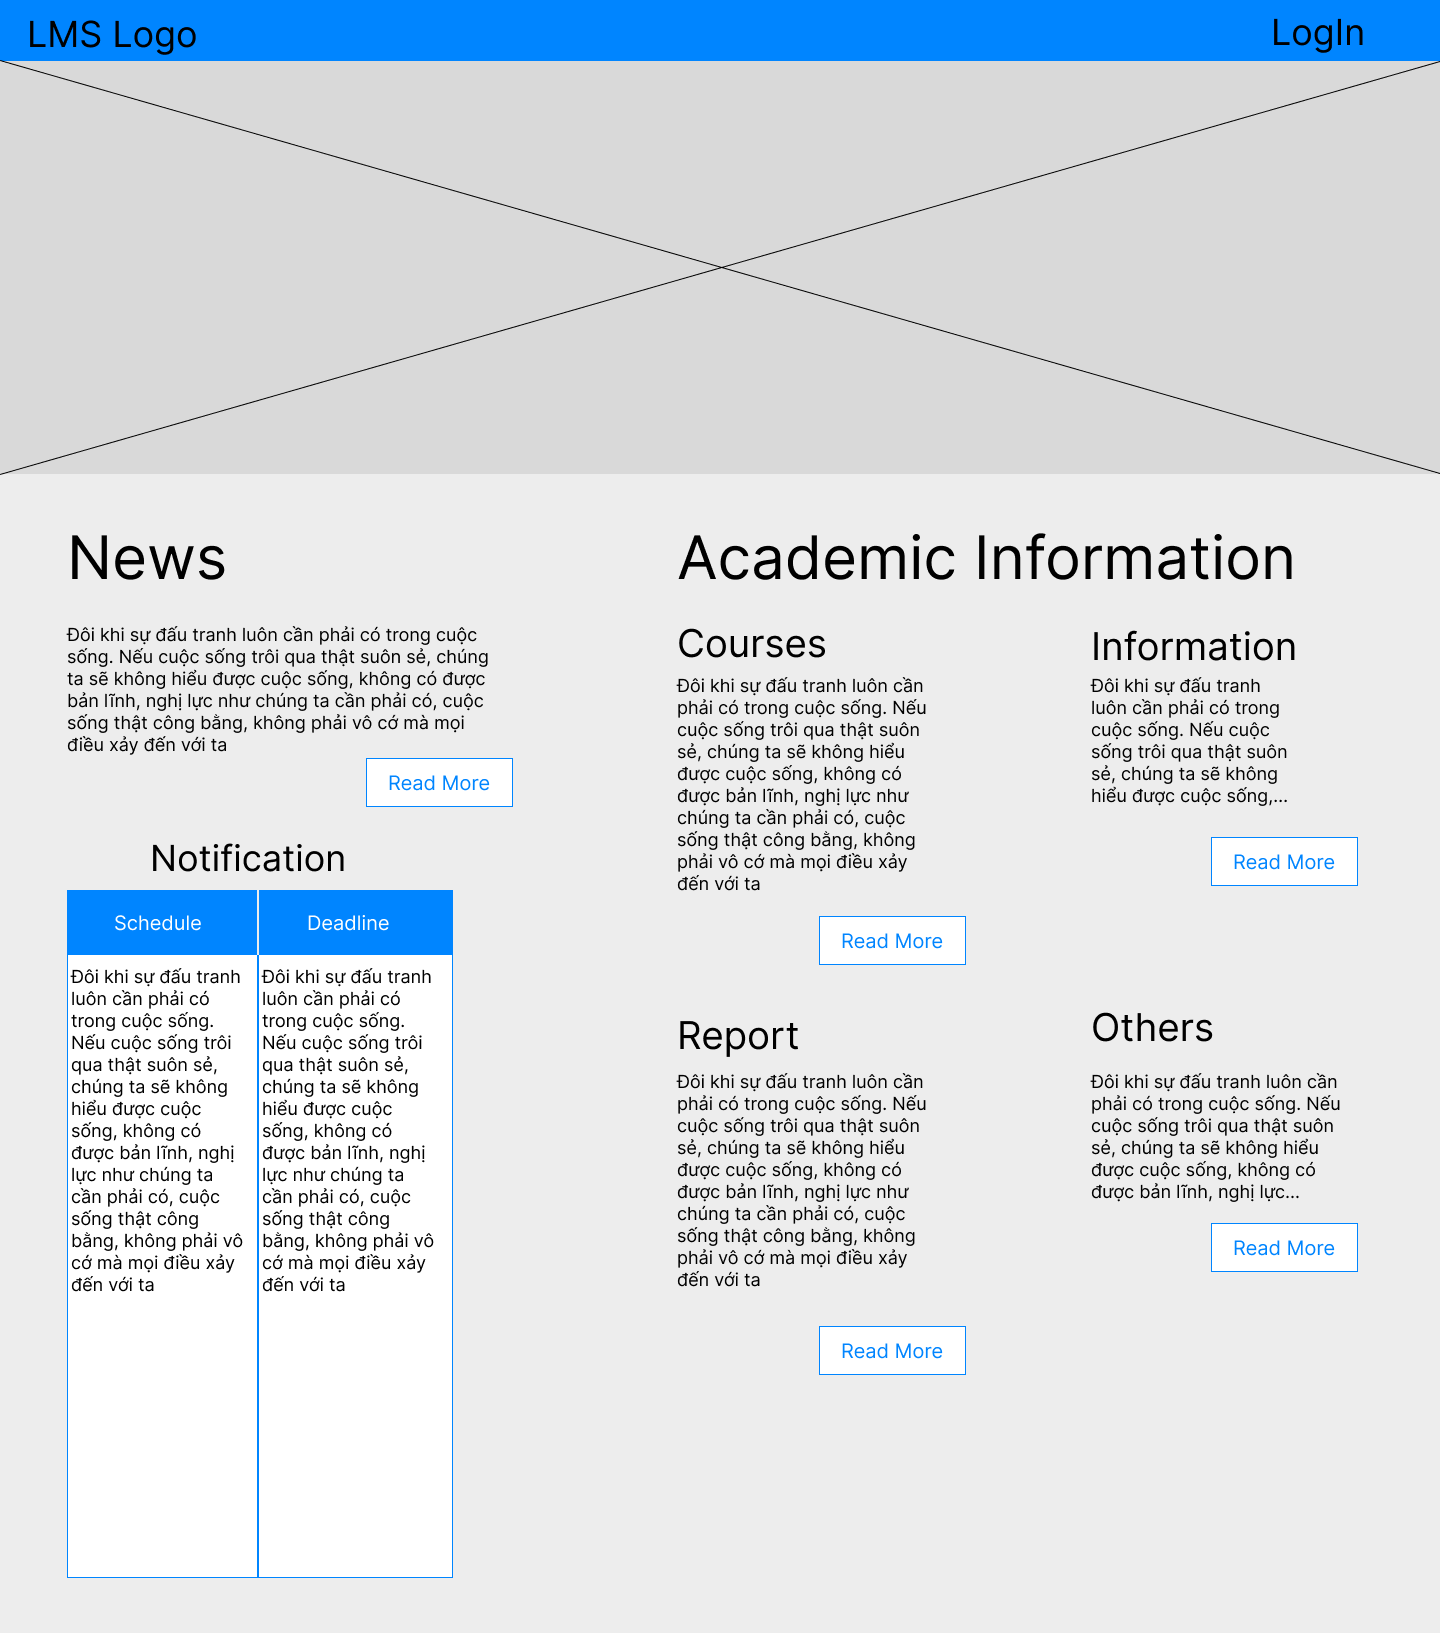 LMS Logo
LogIn
News
Đôi khi sự đấu tranh luôn cần phải có trong cuộc
sống. Nếu cuộc sống trôi qua thật suôn sẻ, chúng
ta sẽ không hiểu được cuộc sống, không có được
bản lĩnh, nghị lực như chúng ta cần phải có, cuộc
sống thật công bằng, không phải vô cớ mà mọi
điều xảy đến với ta
Read More
Notification
Schedule
Đôi khi sự đấu tranh
luôn cần phải có
trong cuộc sống.
Nếu cuộc sống trôi
qua thật suôn sẻ,
chúng ta sẽ không
hiểu được cuộc
sống, không có
được bản lĩnh, nghị
lực như chúng ta
cần phải có, cuộc
sống thật công
bằng, không phải vô
cớ mà mọi điều xảy
đến với ta
Deadline
Đôi khi sự đấu tranh
luôn cần phải có
trong cuộc sống.
Nếu cuộc sống trôi
qua thật suôn sẻ,
chúng ta sẽ không
hiểu được cuộc
sống, không có
được bản lĩnh, nghị
lực như chúng ta
cần phải có, cuộc
sống thật công
bằng, không phải vô
cớ mà mọi điều xảy
đến với ta
Academic Information
Courses
Đôi khi sự đấu tranh luôn cần
phải có trong cuộc sống. Nếu
cuộc sống trôi qua thật suôn
sẻ, chúng ta sẽ không hiểu
được cuộc sống, không có
được bản lĩnh, nghị lực như
chúng ta cần phải có, cuộc
sống thật công bằng, không
phải vô cớ mà mọi điều xảy
đến với ta
Read More
Information
Đôi khi sự đấu tranh
luôn cần phải có trong
cuộc sống. Nếu cuộc
sống trôi qua thật suôn
sẻ, chúng ta sẽ không
hiểu được cuộc sống,...
Read More
Report
Đôi khi sự đấu tranh luôn cần
phải có trong cuộc sống. Nếu
cuộc sống trôi qua thật suôn
sẻ, chúng ta sẽ không hiểu
được cuộc sống, không có
được bản lĩnh, nghị lực như
chúng ta cần phải có, cuộc
sống thật công bằng, không
phải vô cớ mà mọi điều xảy
đến với ta
Read More
Others
Đôi khi sự đấu tranh luôn cần
phải có trong cuộc sống. Nếu
cuộc sống trôi qua thật suôn
sẻ, chúng ta sẽ không hiểu
được cuộc sống, không có
được bản lĩnh, nghị lực...
Read More